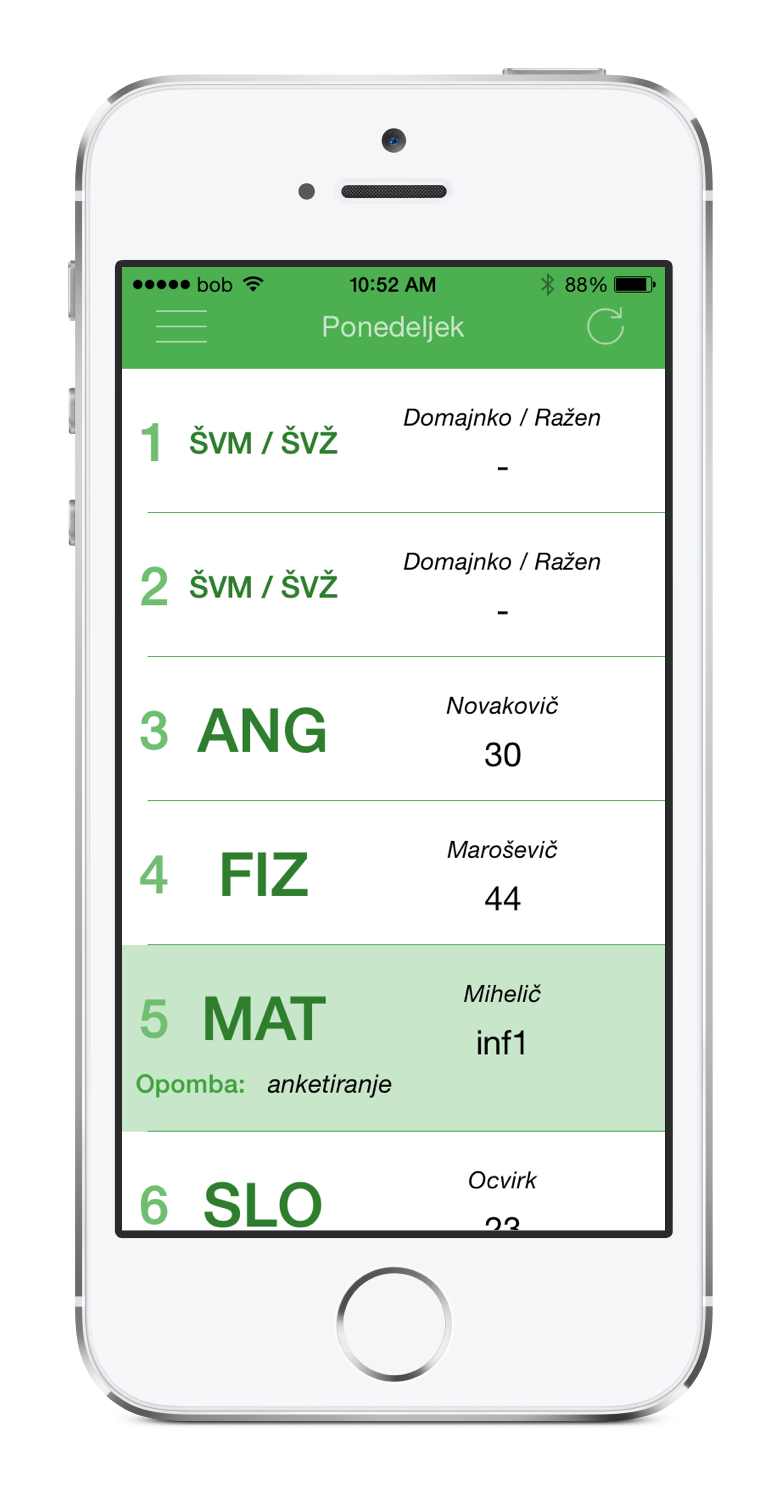 bob 10:52 AM 88%
Ponedeljek
1 ŠVM / ŠVŽ Domajnko / Ražen
-
2 ŠVM / ŠVŽ Domajnko / Ražen
-
3 ANG Novakovič
30
4 FIZ Maroševič
44
5 MAT Mihelič
inf1
Opomba: anketiranje
6 SLO Ocvirk
23